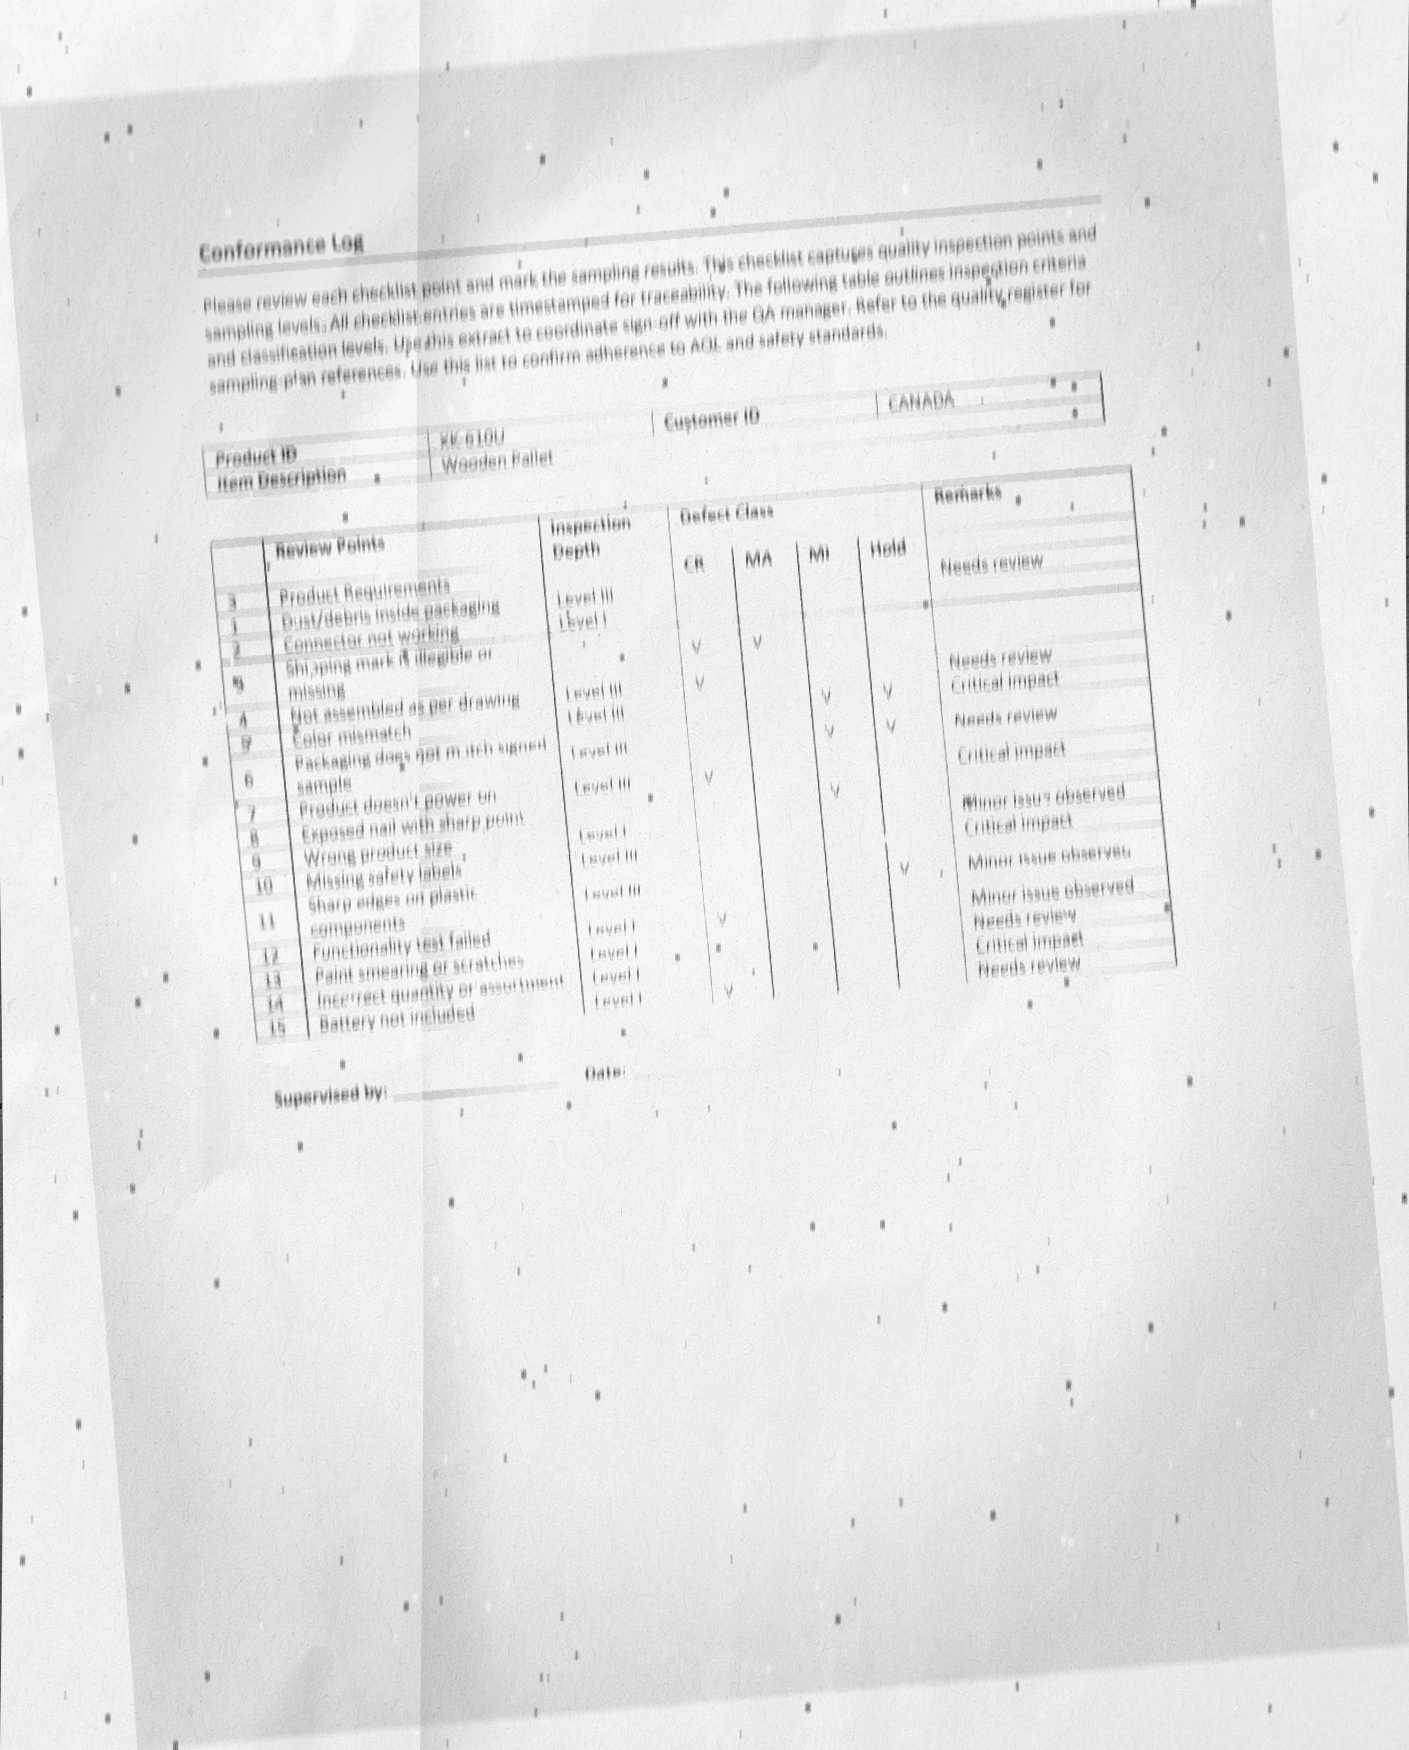 Conformance Log
Please review each checklist point and mark the sampling results. This checklist captures quality inspection points and
sampling levels. All checklist entries are timestamped for traceability. The following table outlines inspection criteria
and classification levels. Use this extract to coordinate sign-off with the QA manager. Refer to the quality register for
sampling-plan references. Use this list to confirm adherence to AQL and safety standards.
Product ID KK-610U Customer ID CANADA
Item Description Wooden Pallet
Review Points Inspection Depth Defect Class Remarks
CR MA MI Hold
3 Product Requirements Needs review
1 Dust/debris inside packaging Level III
2 Connector not working Level I
Shipping mark is illegible or V V
missing Needs review
4 Not assembled as per drawing Level III V Critical impact
Color mismatch Level III V V
Packaging does not match signed Level III V V Needs review
6 sample
7 Product doesn't power on Level III Critical impact
8 Exposed nail with sharp point V V
9 Wrong product size Level I Minor issue observed
10 Missing safety labels Level III Critical impact
Sharp edges on plastic Level III V Minor issue observed
11 components
12 Functionality test failed Level I V Minor issue observed
13 Paint smearing or scratches Level I Needs review
14 Incorrect quantity or assortment Level I Critical impact
15 Battery not included Level I V Needs review
Supervised by: Date: